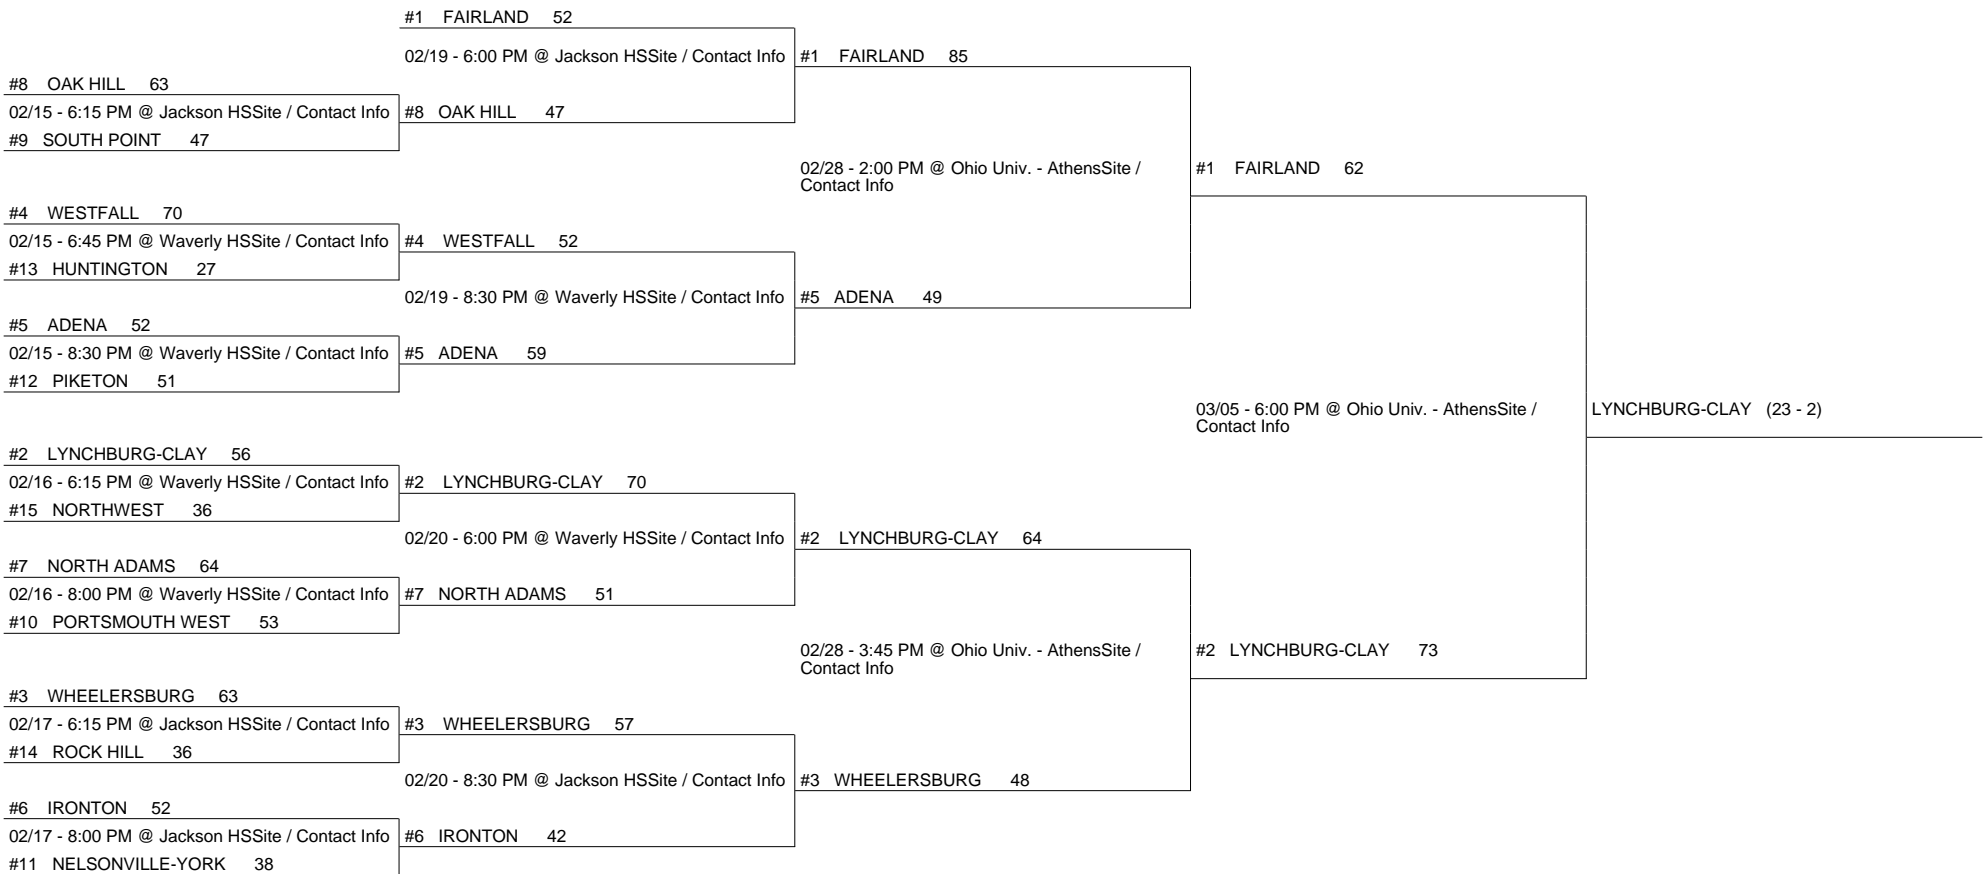 #1 FAIRLAND 52
02/19 - 6:00 PM @ Jackson HSSite / Contact Info
#1 FAIRLAND 85
#8 OAK HILL 63
02/15 - 6:15 PM @ Jackson HSSite / Contact Info
#8 OAK HILL 47
#9 SOUTH POINT 47
02/28 - 2:00 PM @ Ohio Univ. - AthensSite /
Contact Info
#1 FAIRLAND 62
#4 WESTFALL 70
02/15 - 6:45 PM @ Waverly HSSite / Contact Info
#4 WESTFALL 52
#13 HUNTINGTON 27
02/19 - 8:30 PM @ Waverly HSSite / Contact Info
#5 ADENA 49
#5 ADENA 52
02/15 - 8:30 PM @ Waverly HSSite / Contact Info
#5 ADENA 59
#12 PIKETON 51
03/05 - 6:00 PM @ Ohio Univ. - AthensSite /
Contact Info
LYNCHBURG-CLAY (23 - 2)
#2 LYNCHBURG-CLAY 56
02/16 - 6:15 PM @ Waverly HSSite / Contact Info
#2 LYNCHBURG-CLAY 70
#15 NORTHWEST 36
02/20 - 6:00 PM @ Waverly HSSite / Contact Info
#2 LYNCHBURG-CLAY 64
#7 NORTH ADAMS 64
02/16 - 8:00 PM @ Waverly HSSite / Contact Info
#7 NORTH ADAMS 51
#10 PORTSMOUTH WEST 53
02/28 - 3:45 PM @ Ohio Univ. - AthensSite /
Contact Info
#2 LYNCHBURG-CLAY 73
#3 WHEELERSBURG 63
02/17 - 6:15 PM @ Jackson HSSite / Contact Info
#3 WHEELERSBURG 57
#14 ROCK HILL 36
02/20 - 8:30 PM @ Jackson HSSite / Contact Info
#3 WHEELERSBURG 48
#6 IRONTON 52
02/17 - 8:00 PM @ Jackson HSSite / Contact Info
#6 IRONTON 42
#11 NELSONVILLE-YORK 38